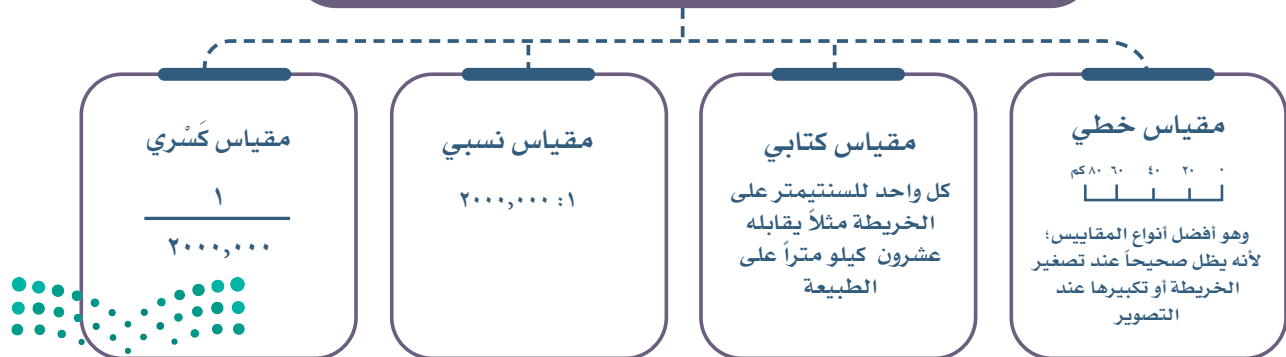 مقياس خطي
٠ ٢٠ ٤٠ ٦٠ ٨٠ كم
وهو أفضل أنواع المقاييس؛
لأنه يظل صحيحاً عند تصغير
الخريطة أو تكبيرها عند
التصوير
مقياس كتابي
كل واحد للسنتيمتر على
الخريطة مثلاً يقابله
عشرون كيلو متراً على
الطبيعة
مقياس نسبي
١: ٢٠٠٠,٠٠٠
مقياس كَسْري
١
٢٠٠٠,٠٠٠